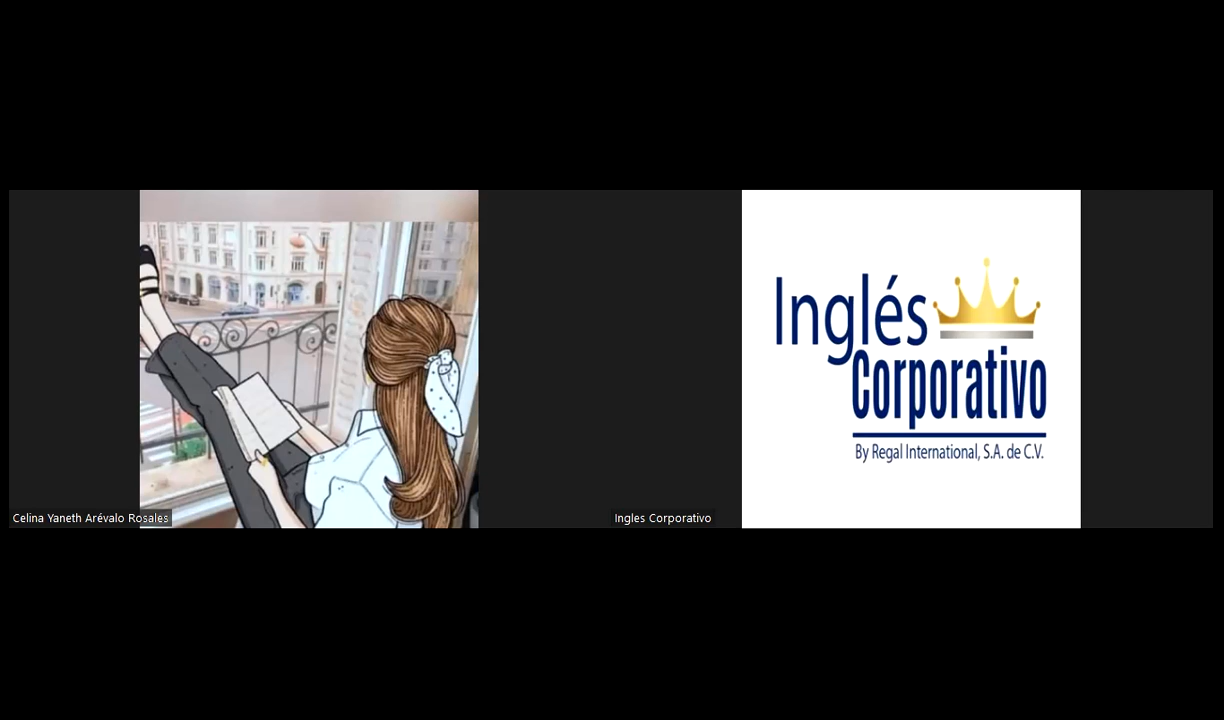 Inglés
Corporativo
By Regal International, S.A. de C.V.
Celina Yaneth Arévalo Rosales
Ingles Corporativo